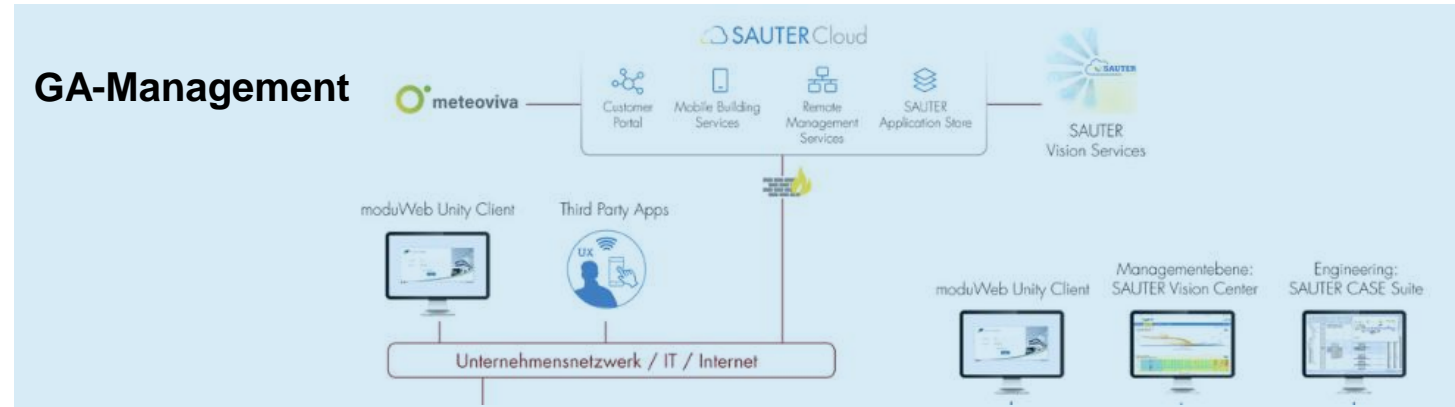 SAUTER Cloud
GA-Management
meteoviva
Customer
Portal
Mobile Building
Services
Remote
Management
Services
SAUTER
Application Store
SAUTER
SAUTER
Vision Services
moduWeb Unity Client
Third Party Apps
UX
Managementebene:
SAUTER Vision Center
Engineering:
SAUTER CASE Suite
moduWeb Unity Client
Unternehmensnetzwerk / IT / Internet